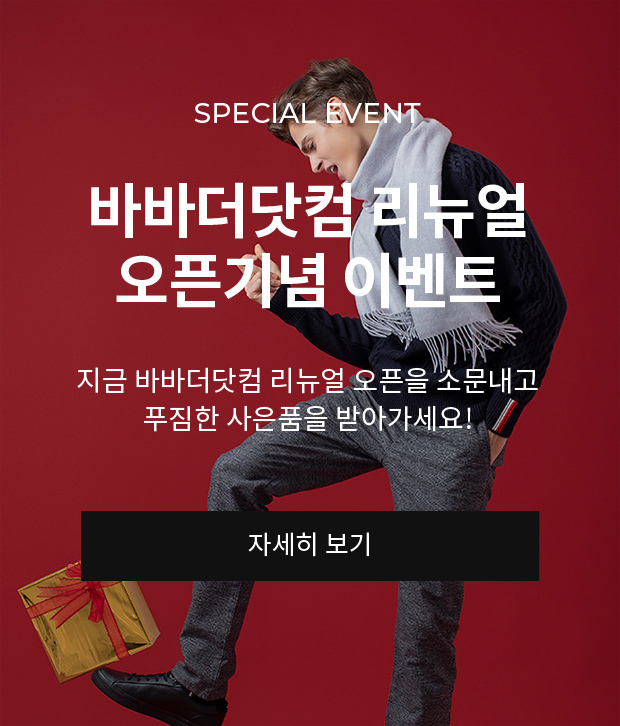 SPECIAL EVENT
바바더닷컴 리뉴얼
오픈기념 이벤트
지금 바바더닷컴 리뉴얼 오픈을 소문내고
푸짐한 사은품을 받아가세요!
자세히 보기